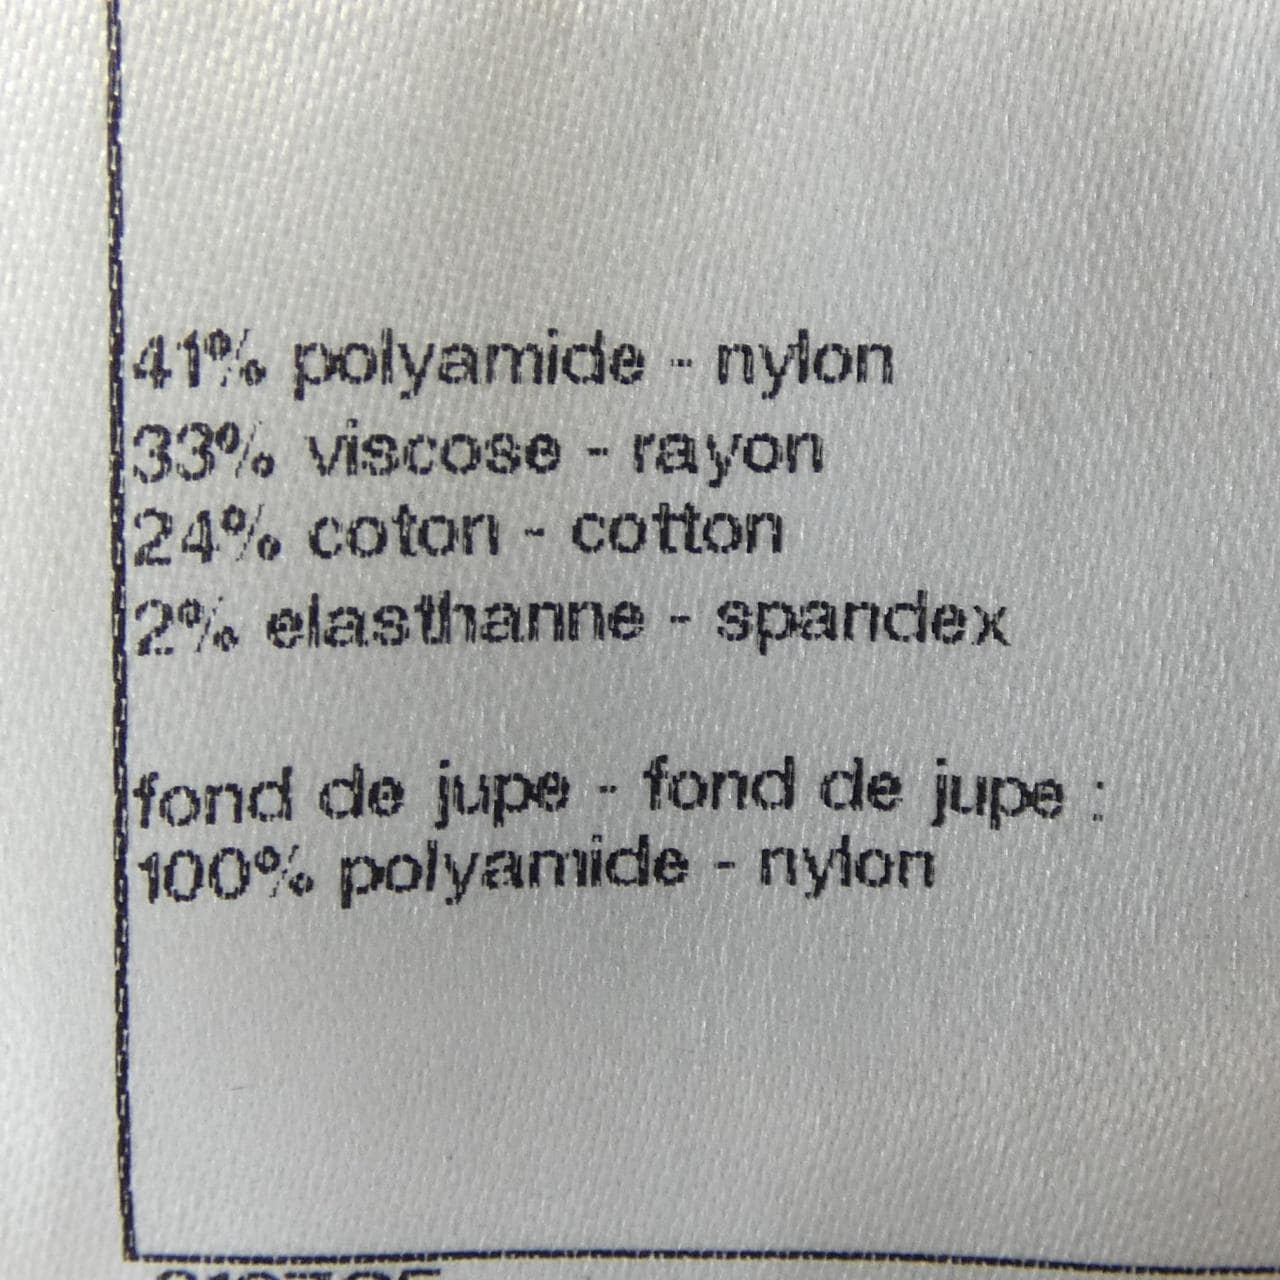 41% polyamide - nylon
33% viscose - rayon
24% coton - cotton
2% elasthanne - spandex
fond de jupe - fond de jupe :
100% polyamide - nylon